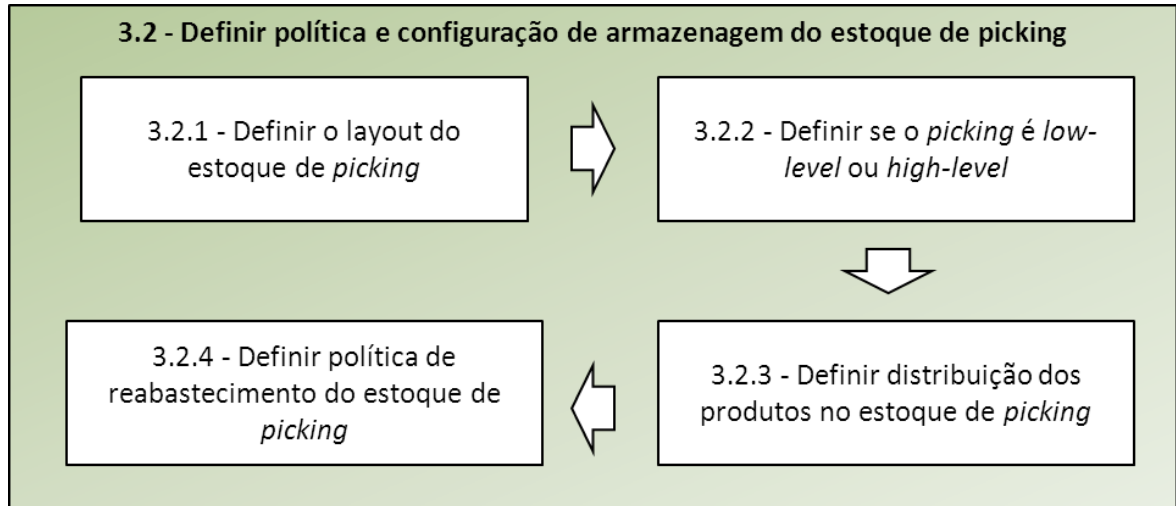 3.2 - Definir política e configuração de armazenagem do estoque de picking
3.2.1 - Definir o layout do
estoque de picking
3.2.2 - Definir se o picking é low-
level ou high-level
3.2.3 - Definir distribuição dos
produtos no estoque de picking
3.2.4 - Definir política de
reabastecimento do estoque de
picking